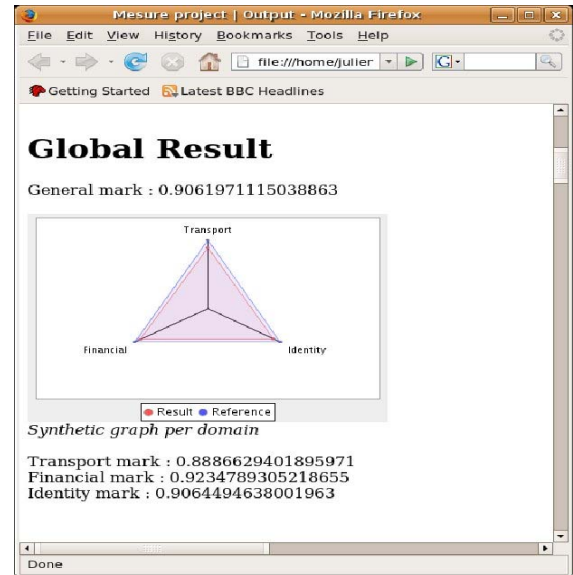 Mesure project | Output - Mozilla Firefox
File Edit View History Bookmarks Tools Help
file:///home/julier
G
Getting Started Latest BBC Headlines
Global Result
General mark : 0.9061971115038863
Transport
Financial
Identity
Result Reference
Synthetic graph per domain
Transport mark : 0.8886629401895971
Financial mark : 0.9234789305218655
Identity mark : 0.9064494638001963
Done